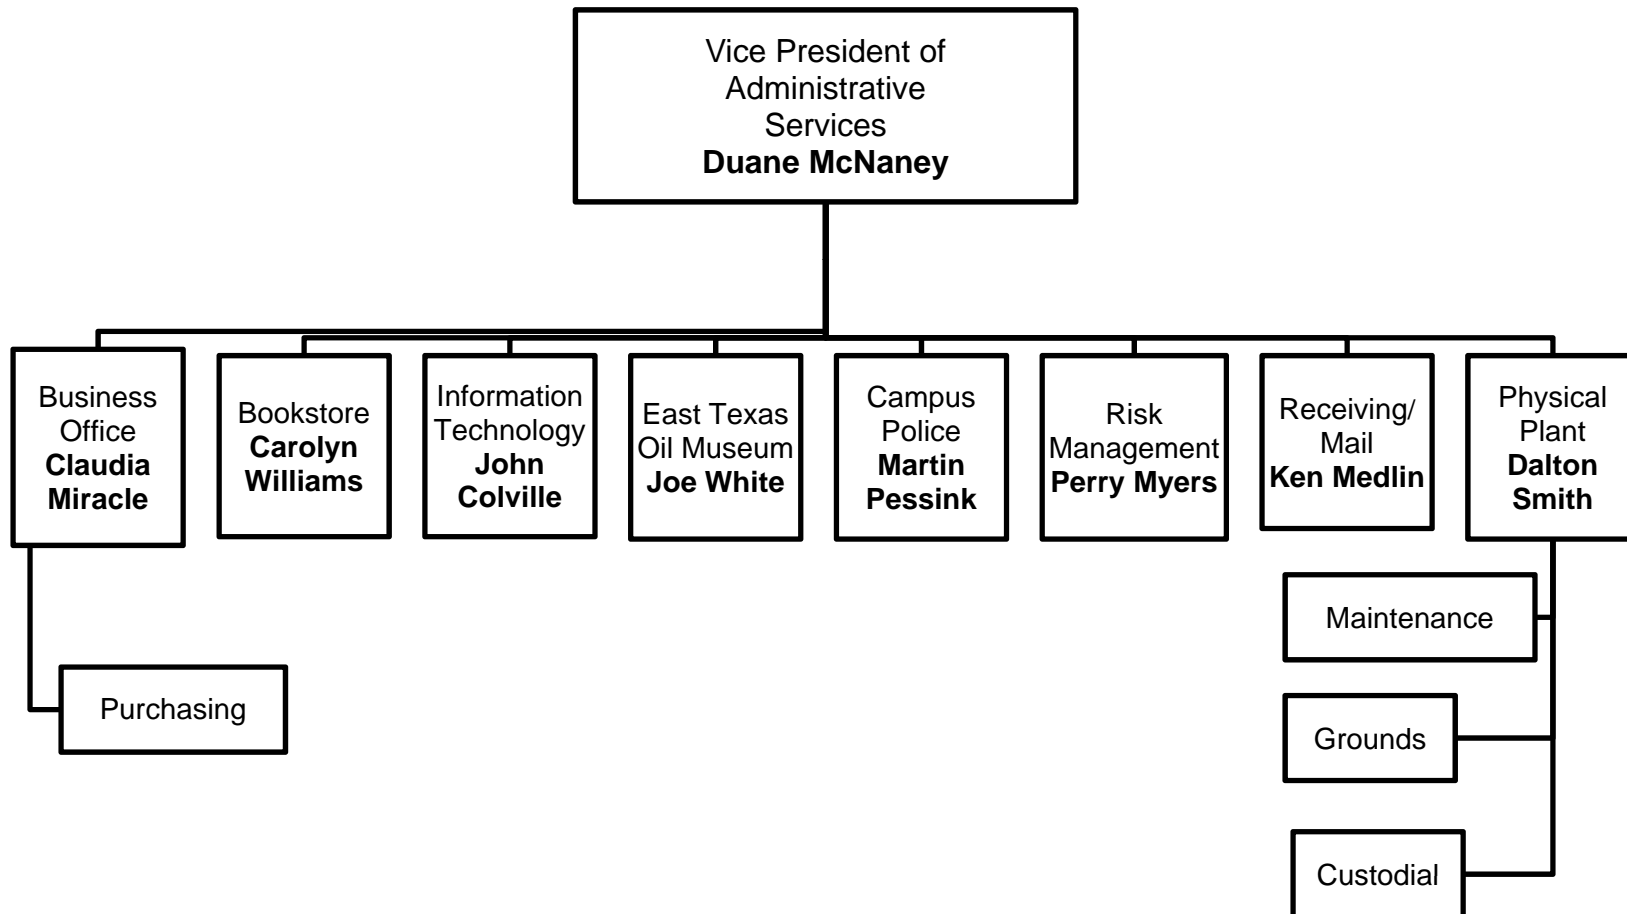 Vice President of
Administrative
Services
Duane McNaney
Business
Office
Claudia
Miracle
Bookstore
Carolyn
Williams
Information
Technology
John
Colville
East Texas
Oil Museum
Joe White
Campus
Police
Martin
Pessink
Risk
Management
Perry Myers
Receiving/
Mail
Ken Medlin
Physical
Plant
Dalton
Smith
Maintenance
Purchasing
Grounds
Custodial